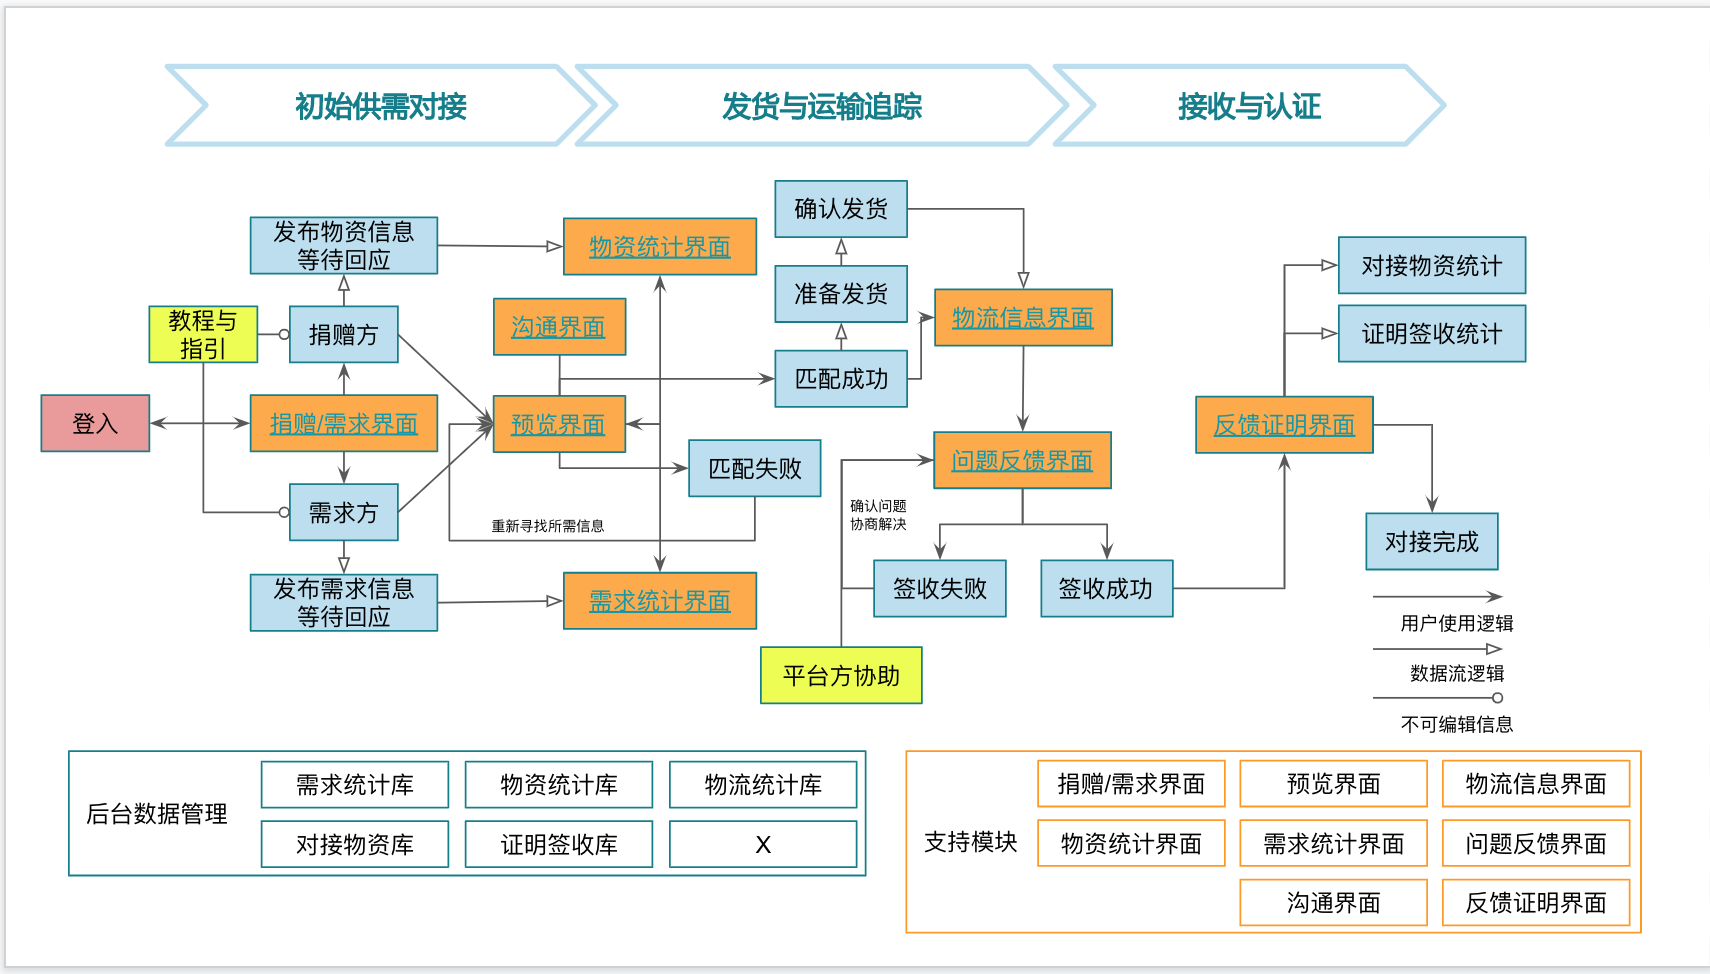 初始供需对接
发货与运输追踪
接收与认证
发布物资信息
等待回应
物资统计界面
确认发货
对接物资统计
教程与
指引
捐赠方
沟通界面
准备发货
物流信息界面
证明签收统计
匹配成功
登入
捐赠/需求界面
预览界面
反馈证明界面
匹配失败
问题反馈界面
需求方
重新寻找所需信息
确认问题
协商解决
对接完成
发布需求信息
等待回应
需求统计界面
签收失败
签收成功
用户使用逻辑
平台方协助
数据流逻辑
不可编辑信息
后台数据管理
需求统计库
物资统计库
物流统计库
对接物资库
证明签收库
X
支持模块
捐赠/需求界面
预览界面
物流信息界面
物资统计界面
需求统计界面
问题反馈界面
沟通界面
反馈证明界面